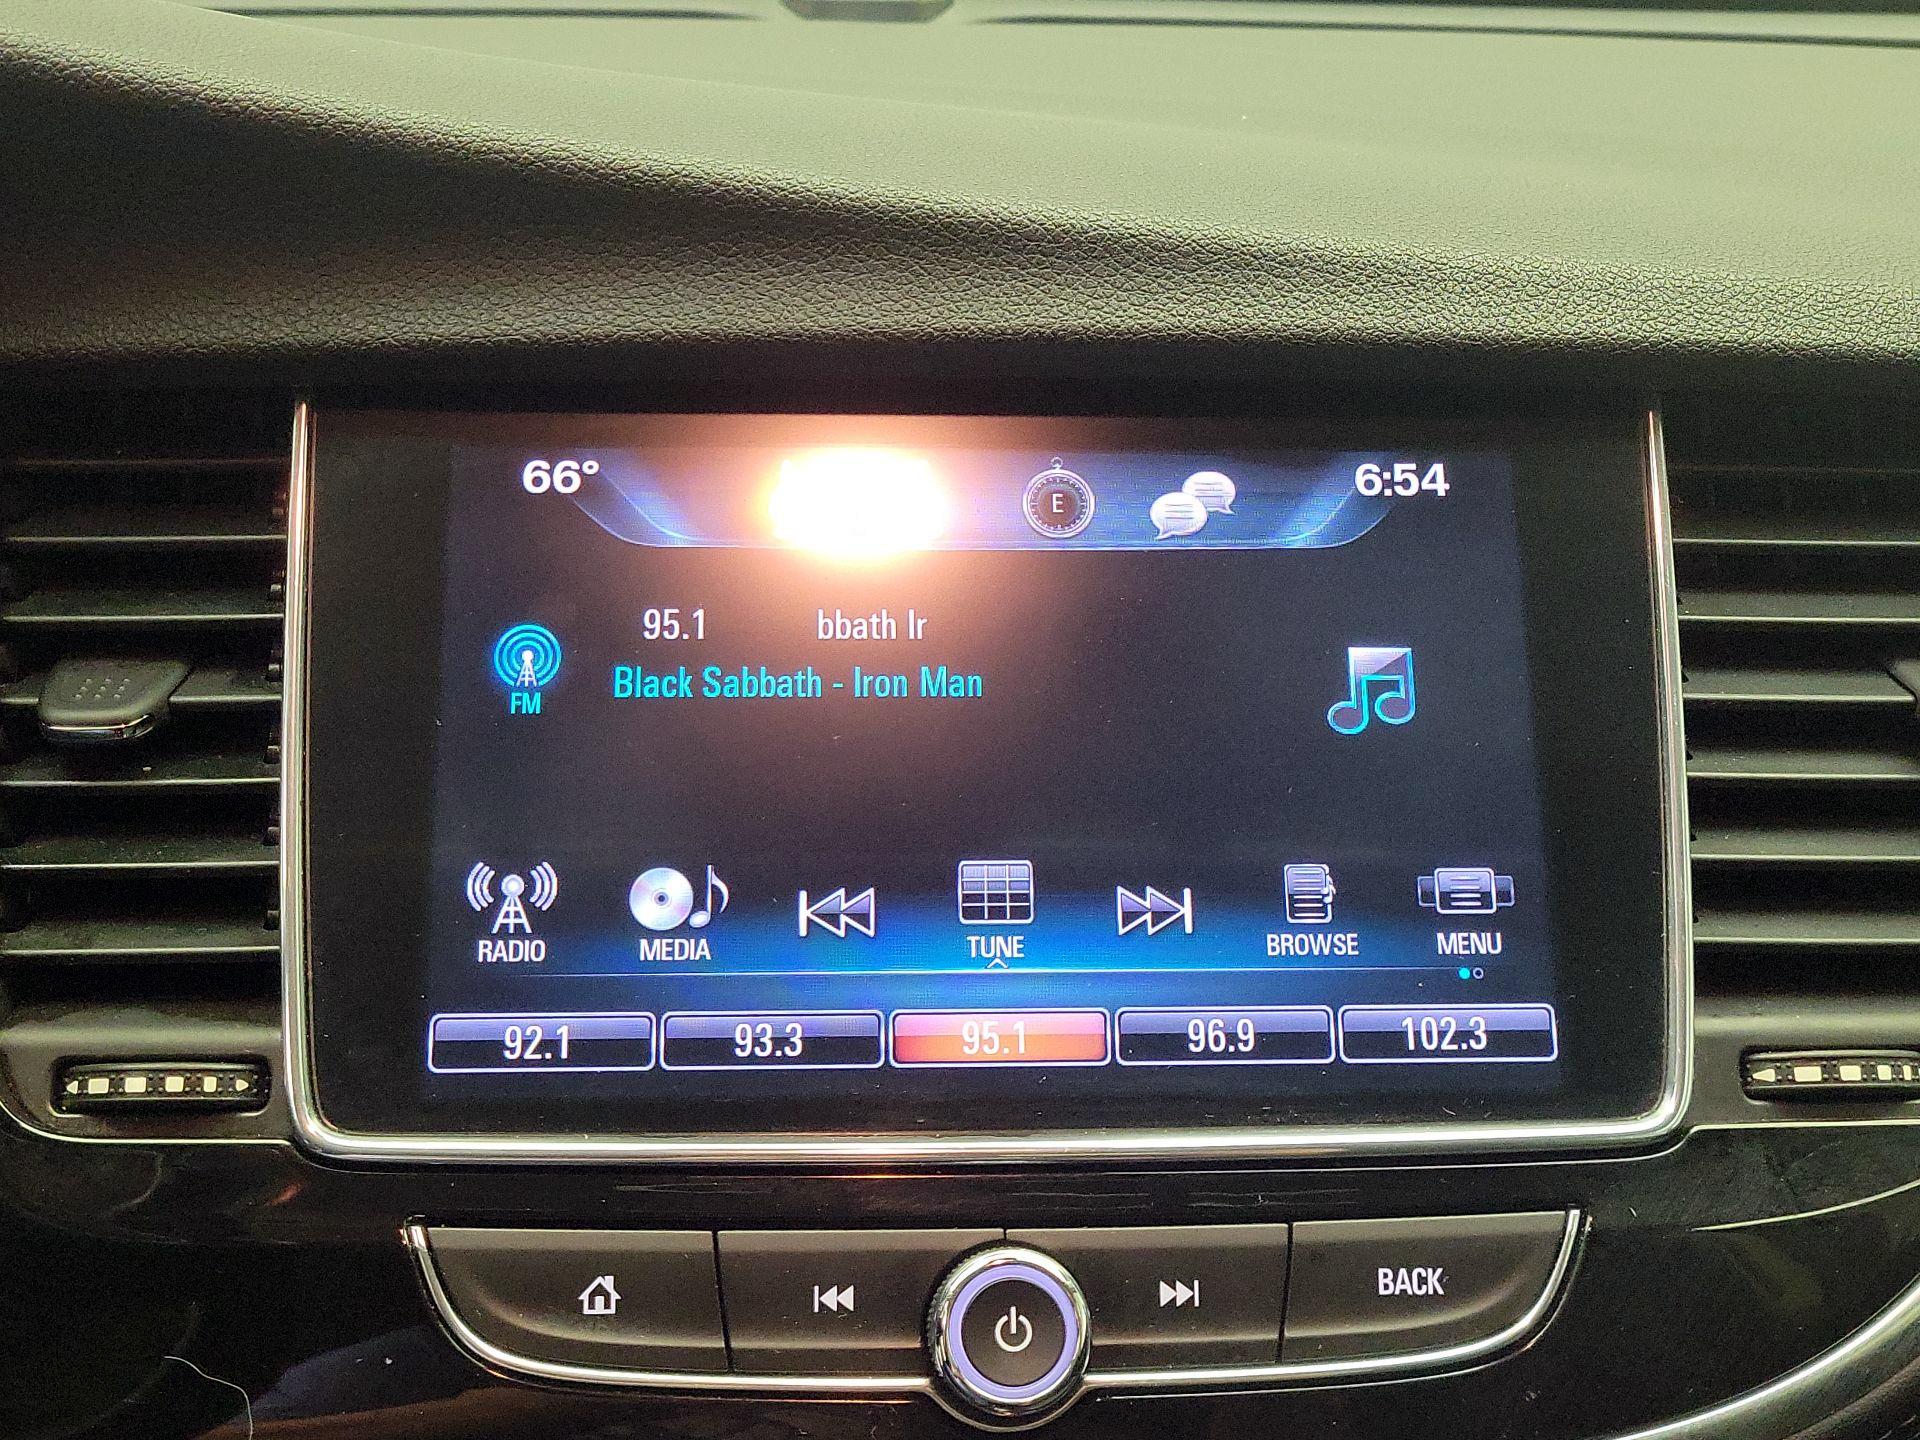 66° E 6:54
95.1 bbath Ir
FM Black Sabbath - Iron Man
RADIO MEDIA TUNE BROWSE MENU
92.1 93.3 95.1 96.9 102.3
BACK